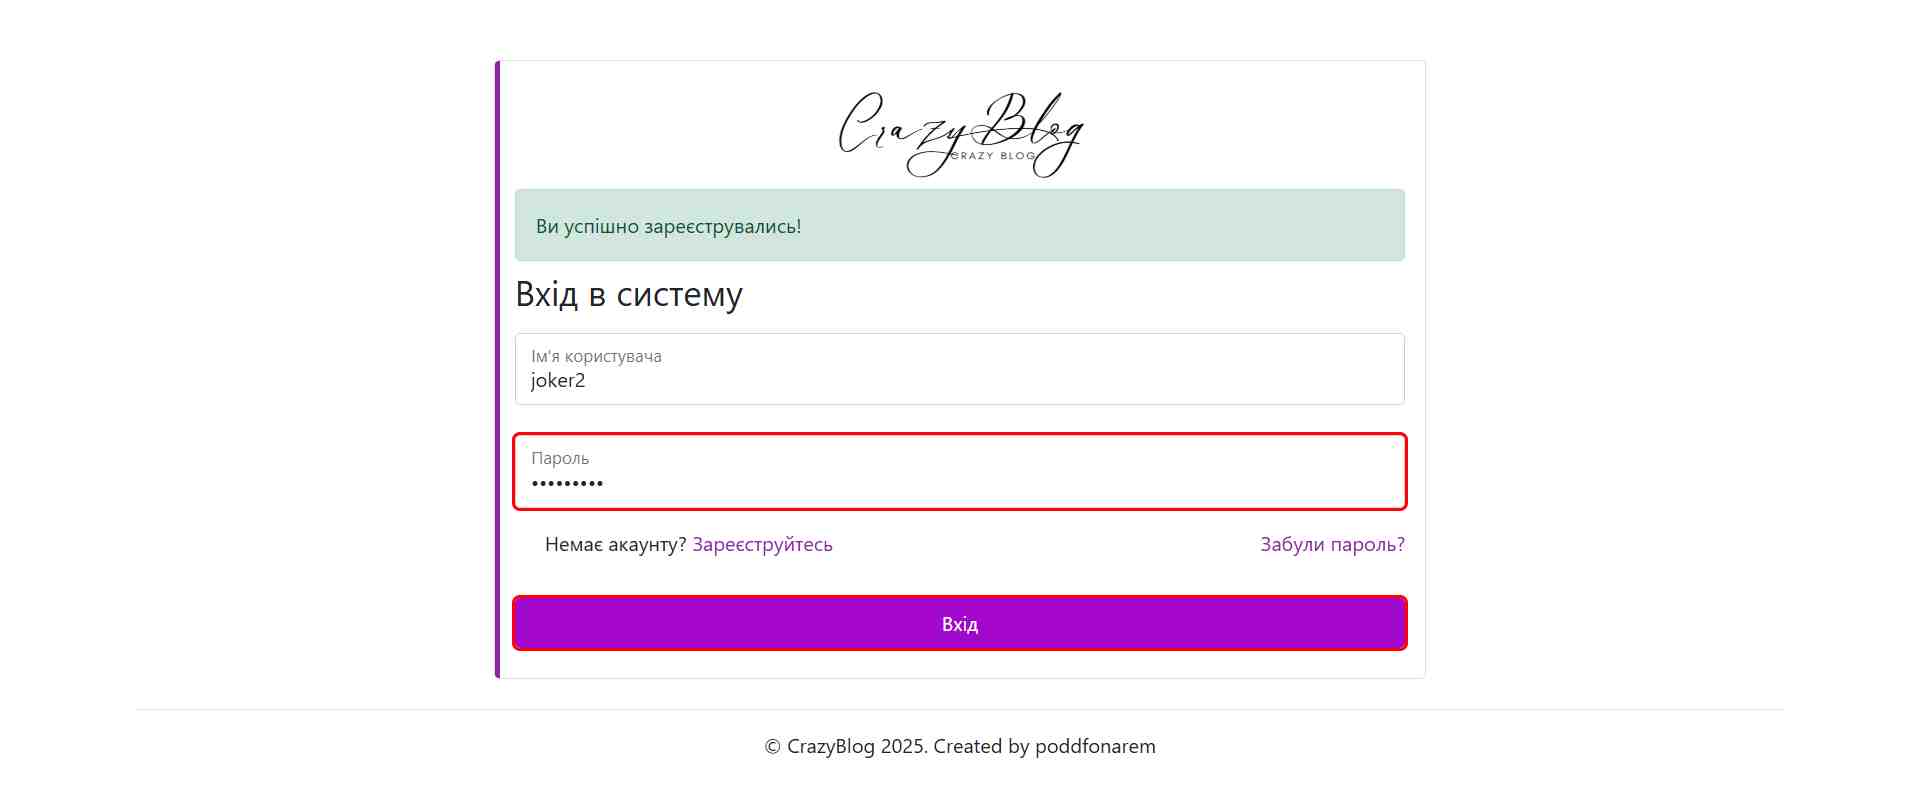 CrazyBlog
CRAZY BLOG
Ви успішно зареєструвались!
Вхід в систему
Ім'я користувача
joker2
Пароль
•••••••••
Немає акаунту? Зареєструйтесь
Забули пароль?
Вхід
© CrazyBlog 2025. Created by poddfonarem